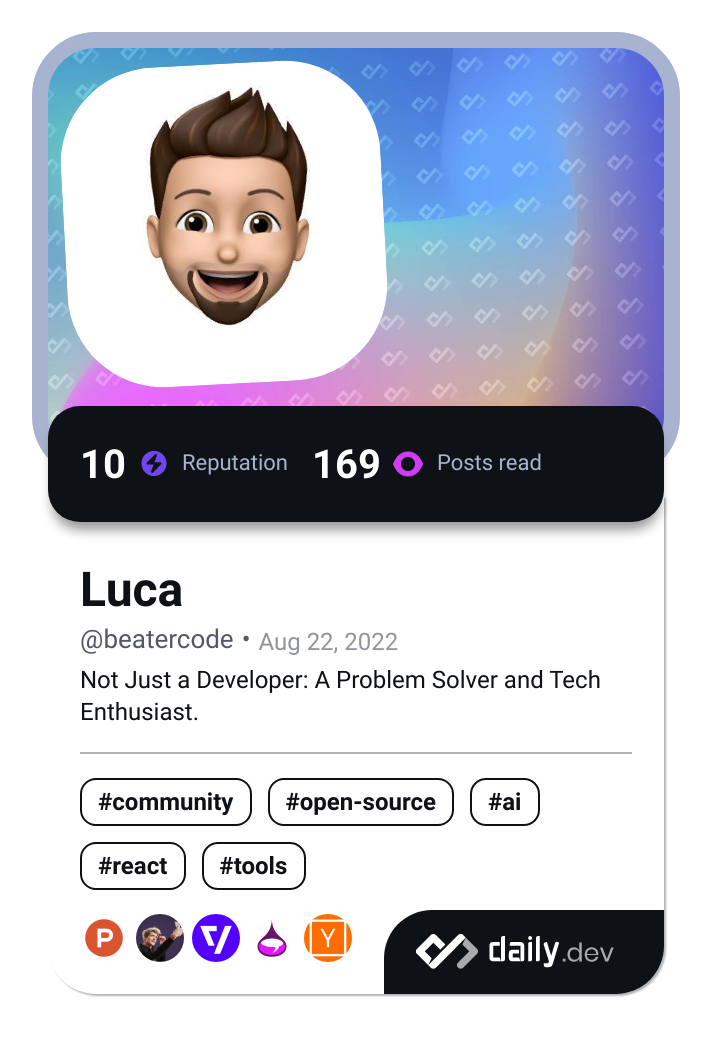 10 Reputation 169 Posts read
Luca
@beatercode • Aug 22, 2022
Not Just a Developer: A Problem Solver and Tech
Enthusiast.
#community #open-source #ai
#react #tools
P Y
daily.dev